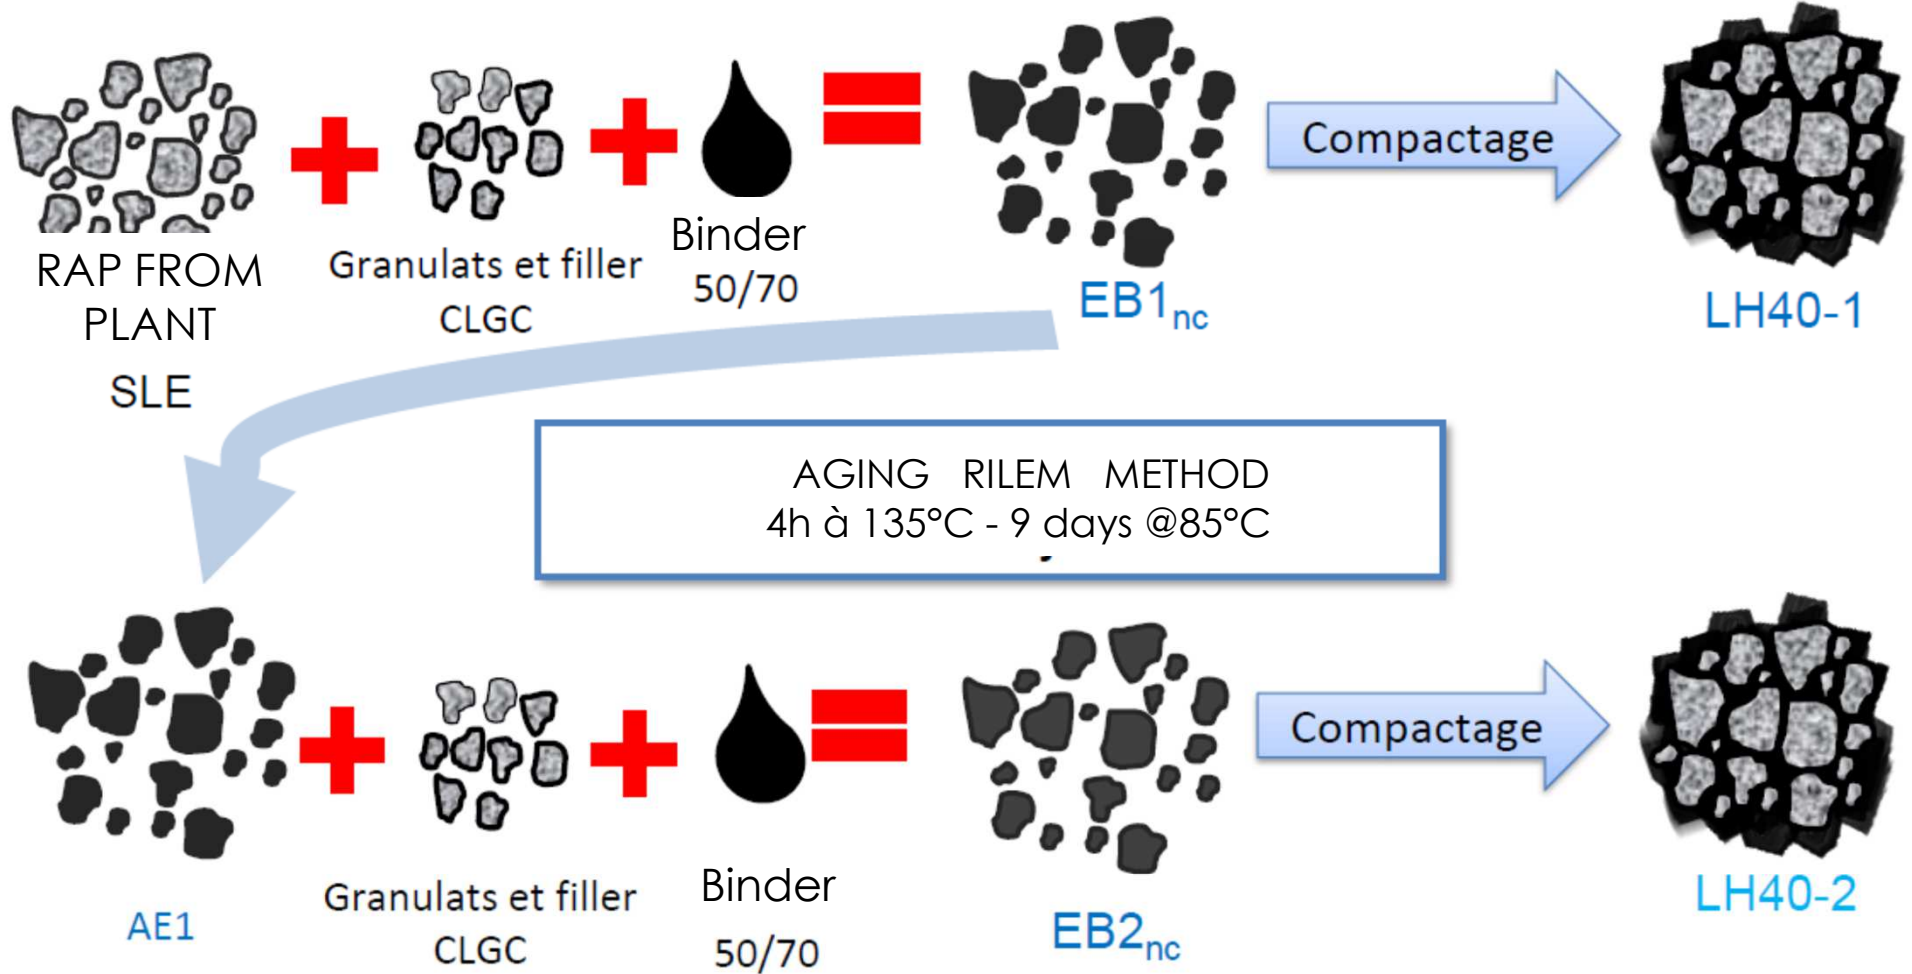 RAP FROM
PLANT
SLE
Granulats et filler
CLGC
Binder
50/70
EB1nc
Compactage
LH40-1
AGING RILEM METHOD
4h à 135°C - 9 days @85°C
AE1
Granulats et filler
CLGC
Binder
50/70
EB2nc
Compactage
LH40-2